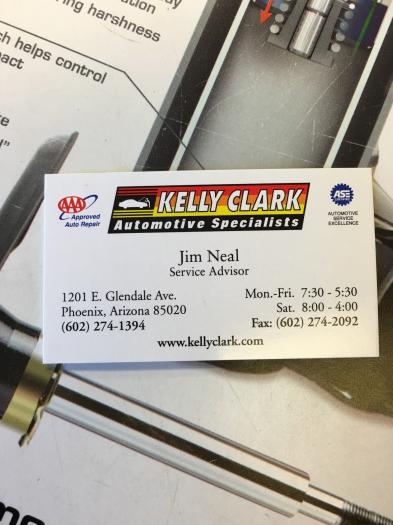 ring harshness
ch helps control
AAA
Approved
Auto Repair
KELLY CLARK
Automotive Specialists
ASE
AUTOMOTIVE
SERVICE
EXCELLENCE
Jim Neal
Service Advisor
1201 E. Glendale Ave.
Phoenix, Arizona 85020
(602) 274-1394
Mon.-Fri. 7:30 - 5:30
Sat. 8:00 - 4:00
Fax: (602) 274-2092
www.kellyclark.com